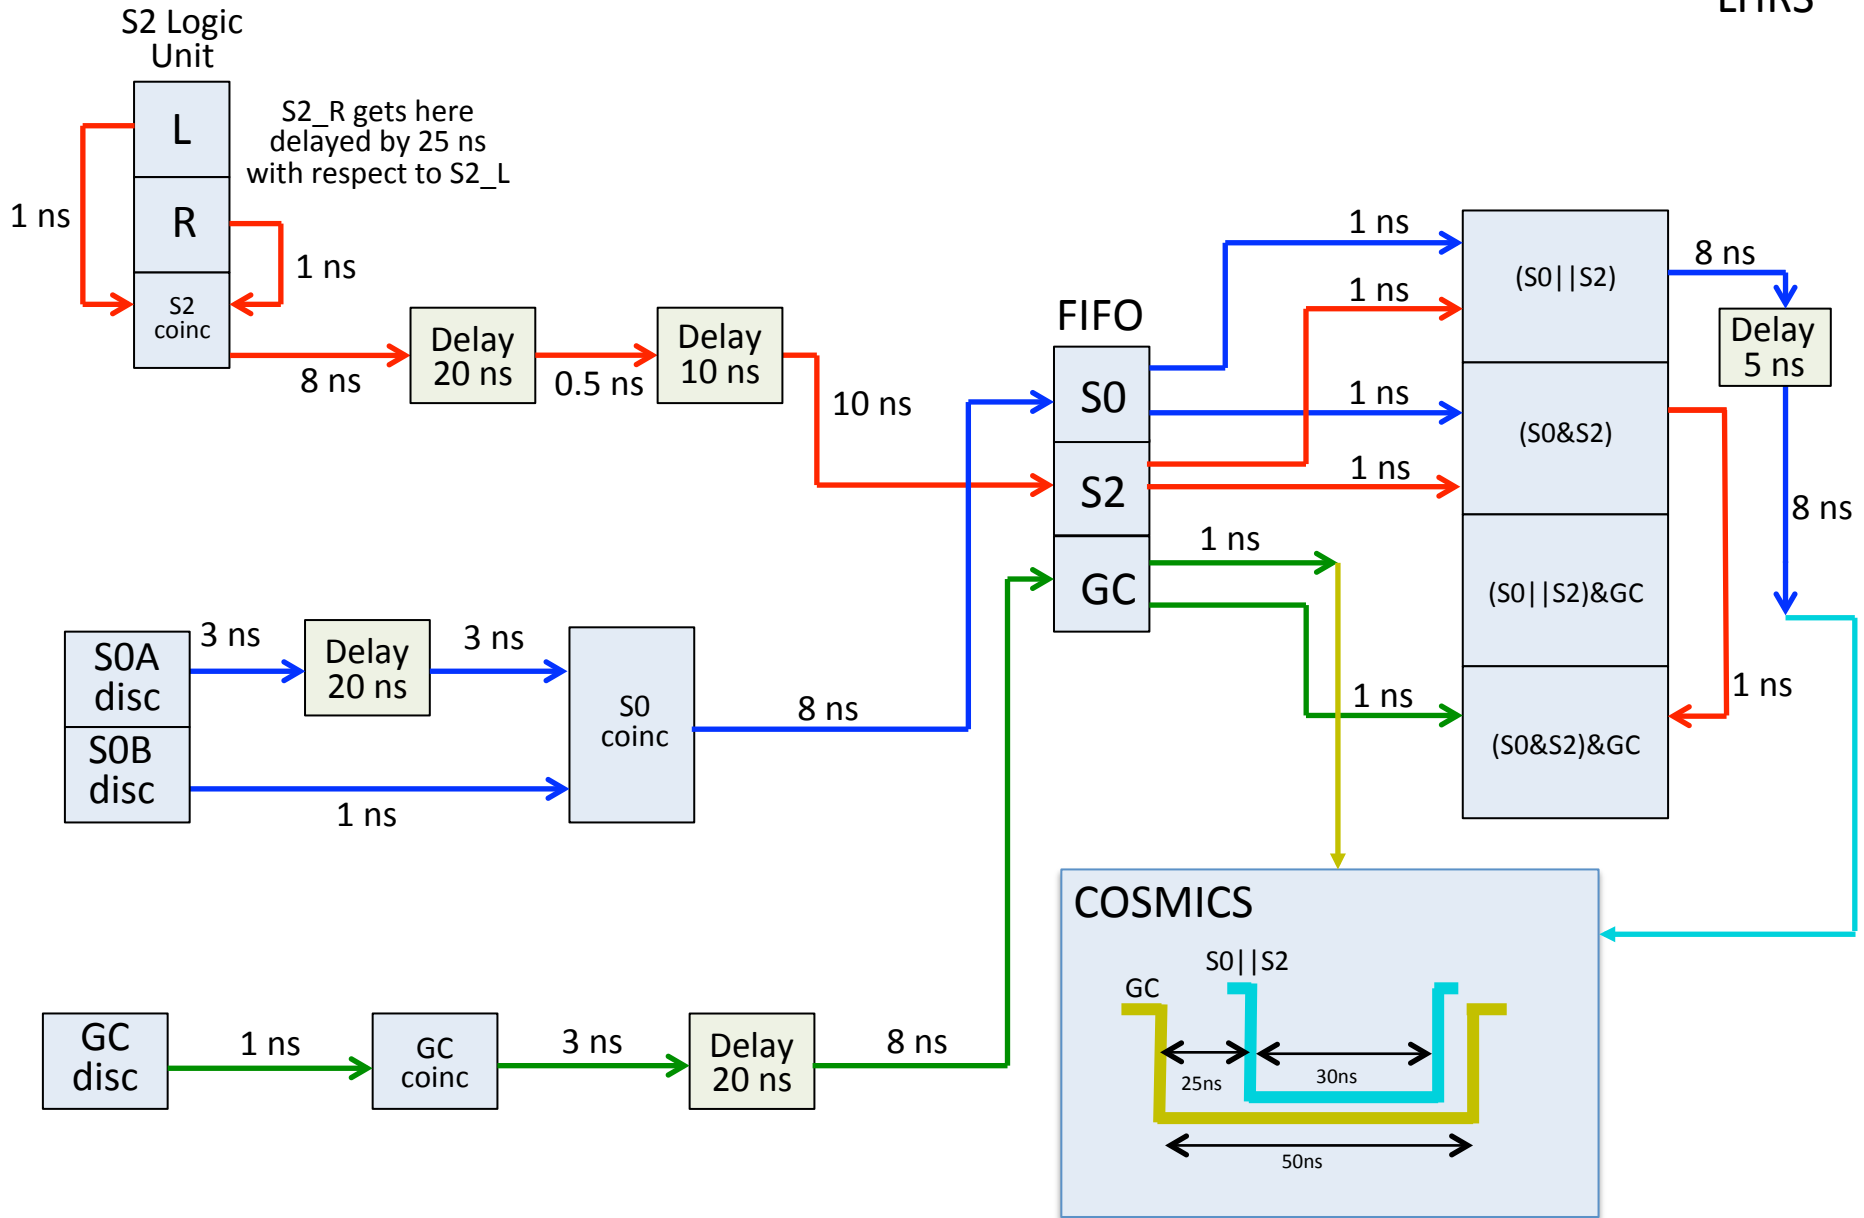 LHRS
S2 Logic
Unit
L
R
S2
coinc
S2_R gets here
delayed by 25 ns
with respect to S2_L
1 ns
1 ns
8 ns
Delay
20 ns
0.5 ns
Delay
10 ns
10 ns
FIFO
S0
S2
GC
1 ns
1 ns
1 ns
1 ns
1 ns
1 ns
(S0||S2)
(S0&S2)
(S0||S2)&GC
(S0&S2)&GC
8 ns
Delay
5 ns
8 ns
1 ns
S0A
disc
S0B
disc
3 ns
Delay
20 ns
3 ns
1 ns
S0
coinc
8 ns
GC
disc
1 ns
GC
coinc
3 ns
Delay
20 ns
8 ns
COSMICS
S0||S2
GC
25ns
30ns
50ns